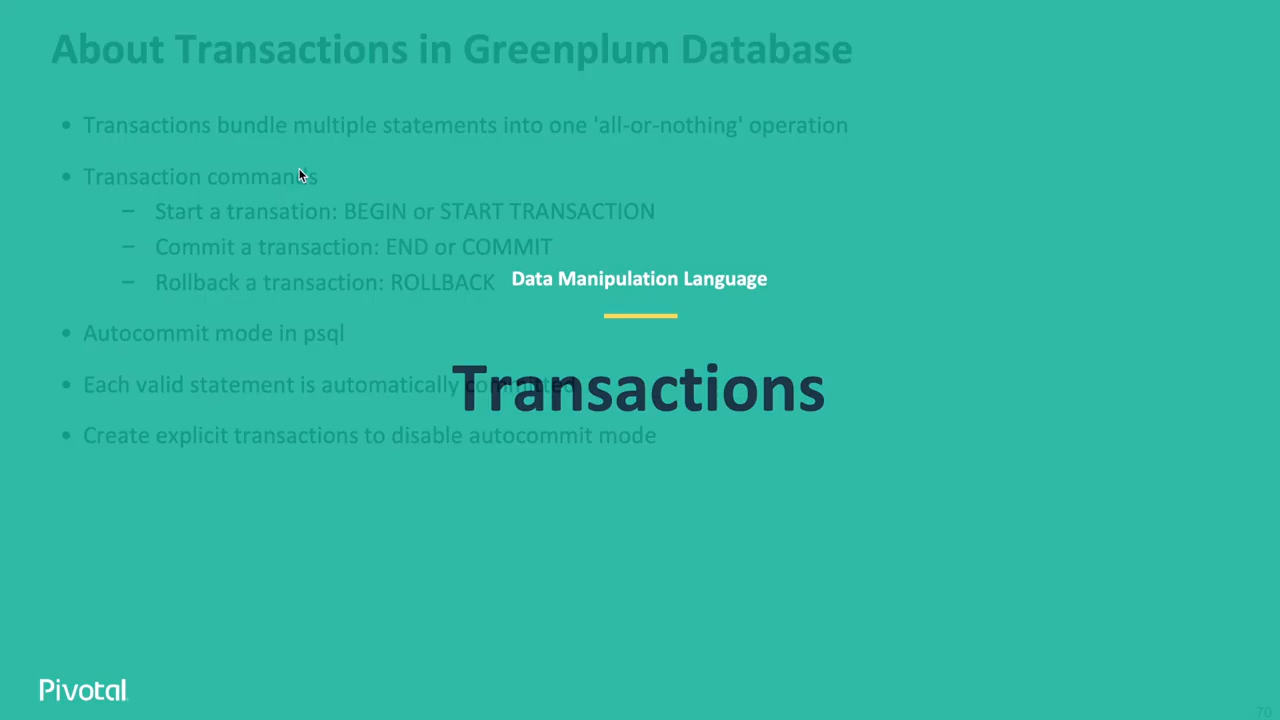 About Transactions in Greenplum Database
• Transactions bundle multiple statements into one 'all-or-nothing' operation
• Transaction commands
– Start a transation: BEGIN or START TRANSACTION
– Commit a transaction: END or COMMIT
– Rollback a transaction: ROLLBACK
Data Manipulation Language
• Autocommit mode in psql
• Each valid statement is automatically committed
Transactions
• Create explicit transactions to disable autocommit mode
Pivotal
70